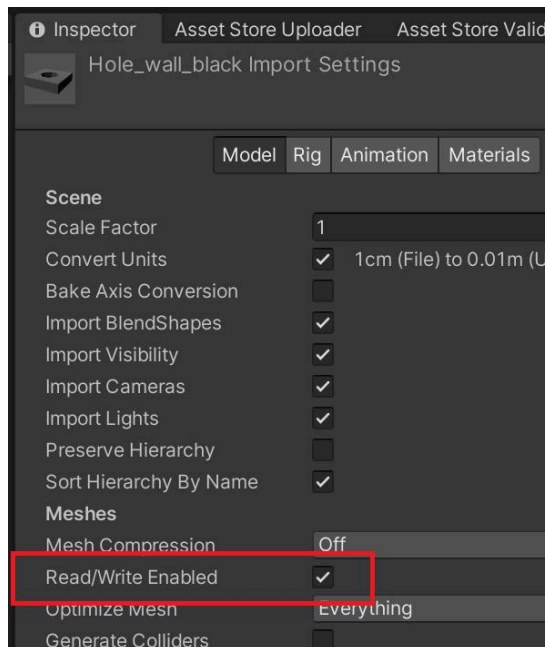 Inspector Asset Store Uploader Asset Store Valid
Hole_wall_black Import Settings
Model Rig Animation Materials
Scene
Scale Factor 1
Convert Units 1cm (File) to 0.01m (U
Bake Axis Conversion
Import BlendShapes
Import Visibility
Import Cameras
Import Lights
Preserve Hierarchy
Sort Hierarchy By Name
Meshes
Mesh Compression Off
Read/Write Enabled
Optimize Mesh Everything
Generate Colliders